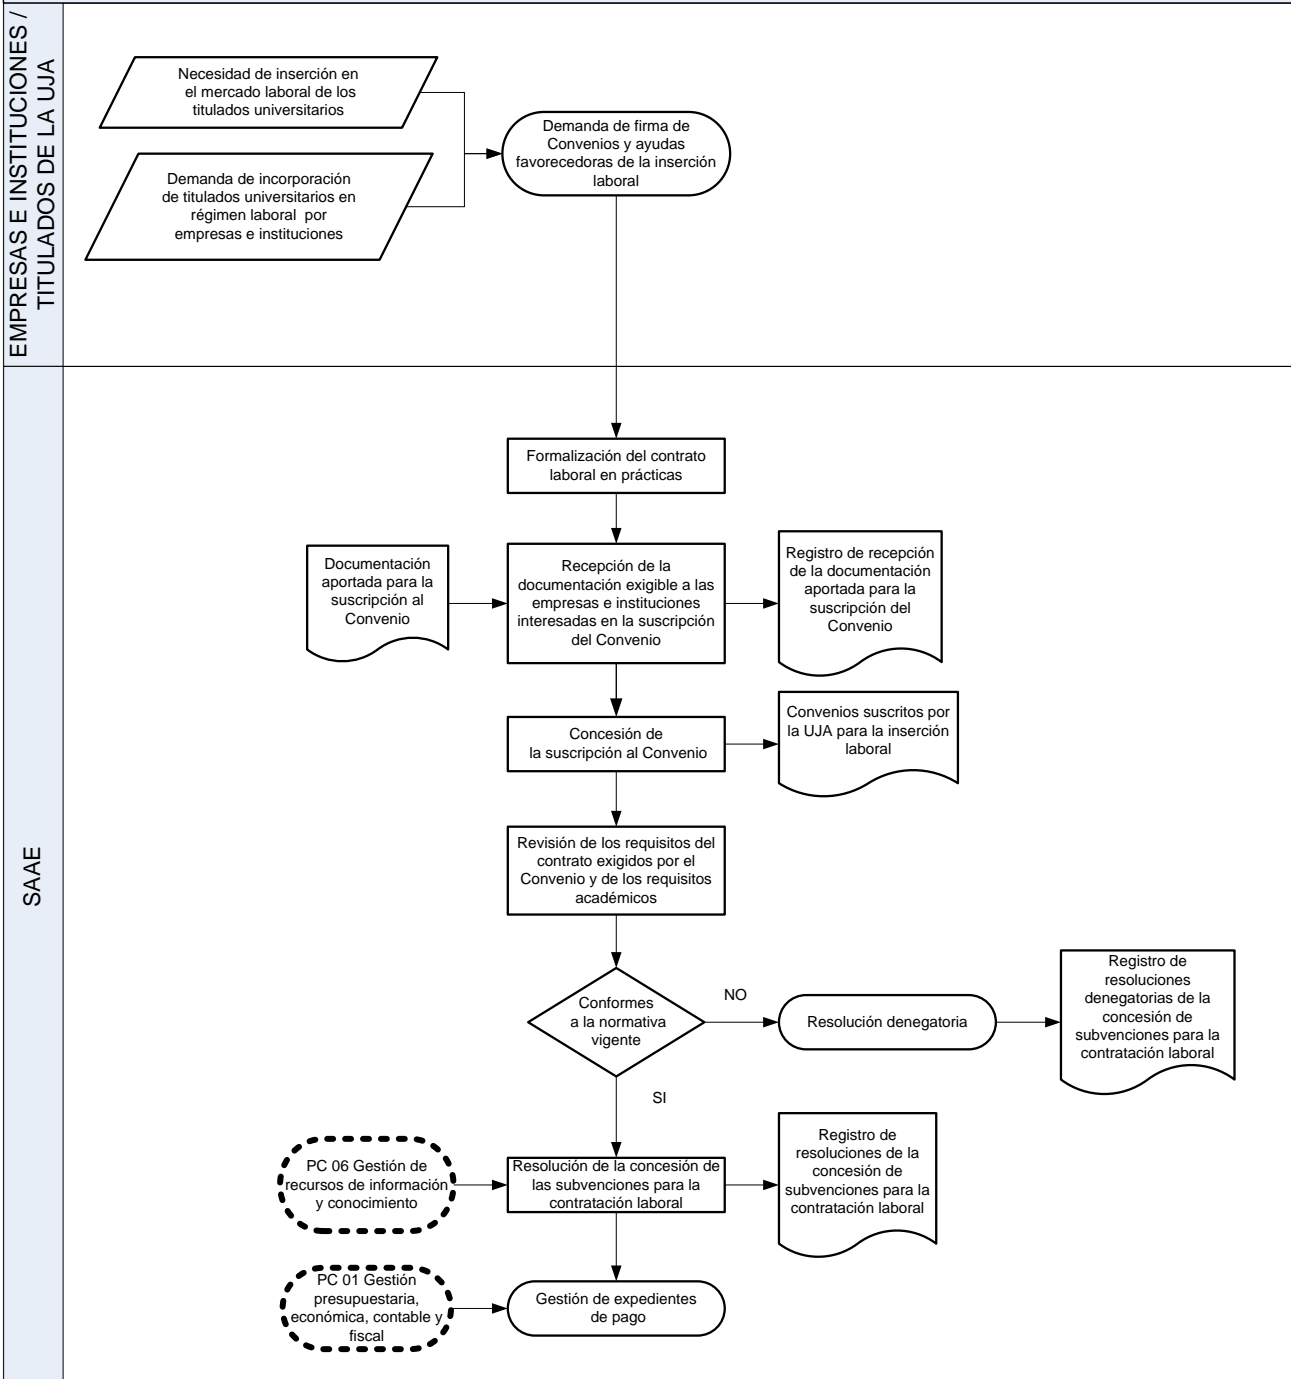 EMPRESAS E INSTITUCIONES /
TITULADOS DE LA UJA
Necesidad de inserción en
el mercado laboral de los
titulados universitarios
Demanda de incorporación
de titulados universitarios en
régimen laboral por
empresas e instituciones
Demanda de firma de
Convenios y ayudas
favorecedoras de la inserción
laboral
SAAE
Formalización del contrato
laboral en prácticas
Documentación
aportada para la
suscripción al
Convenio
Recepción de la
documentación exigible a las
empresas e instituciones
interesadas en la suscripción
del Convenio
Registro de recepción
de la documentación
aportada para la
suscripción del
Convenio
Concesión de
la suscripción al Convenio
Convenios suscritos por
la UJA para la inserción
laboral
Revisión de los requisitos del
contrato exigidos por el
Convenio y de los requisitos
académicos
Conformes
a la normativa
vigente
NO
Resolución denegatoria
Registro de
resoluciones
denegatorias de la
concesión de
subvenciones para la
contratación laboral
SI
PC 06 Gestión de
recursos de información
y conocimiento
Resolución de la concesión de
las subvenciones para la
contratación laboral
Registro de
resoluciones de la
concesión de
subvenciones para la
contratación laboral
PC 01 Gestión
presupuestaria,
económica, contable y
fiscal
Gestión de expedientes
de pago